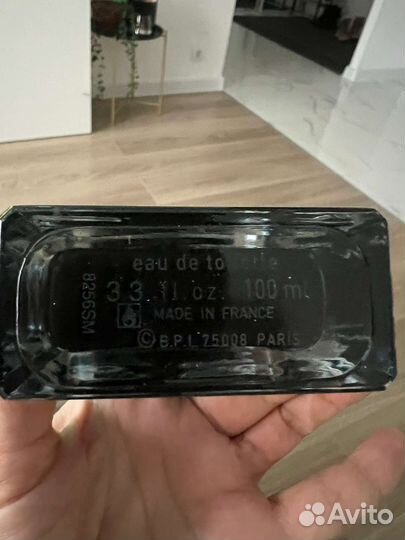 eau de toilette
3.3 fl. oz. 100 ml
MADE IN FRANCE
© B.P.I. 75008 PARIS
8256SM
Avito